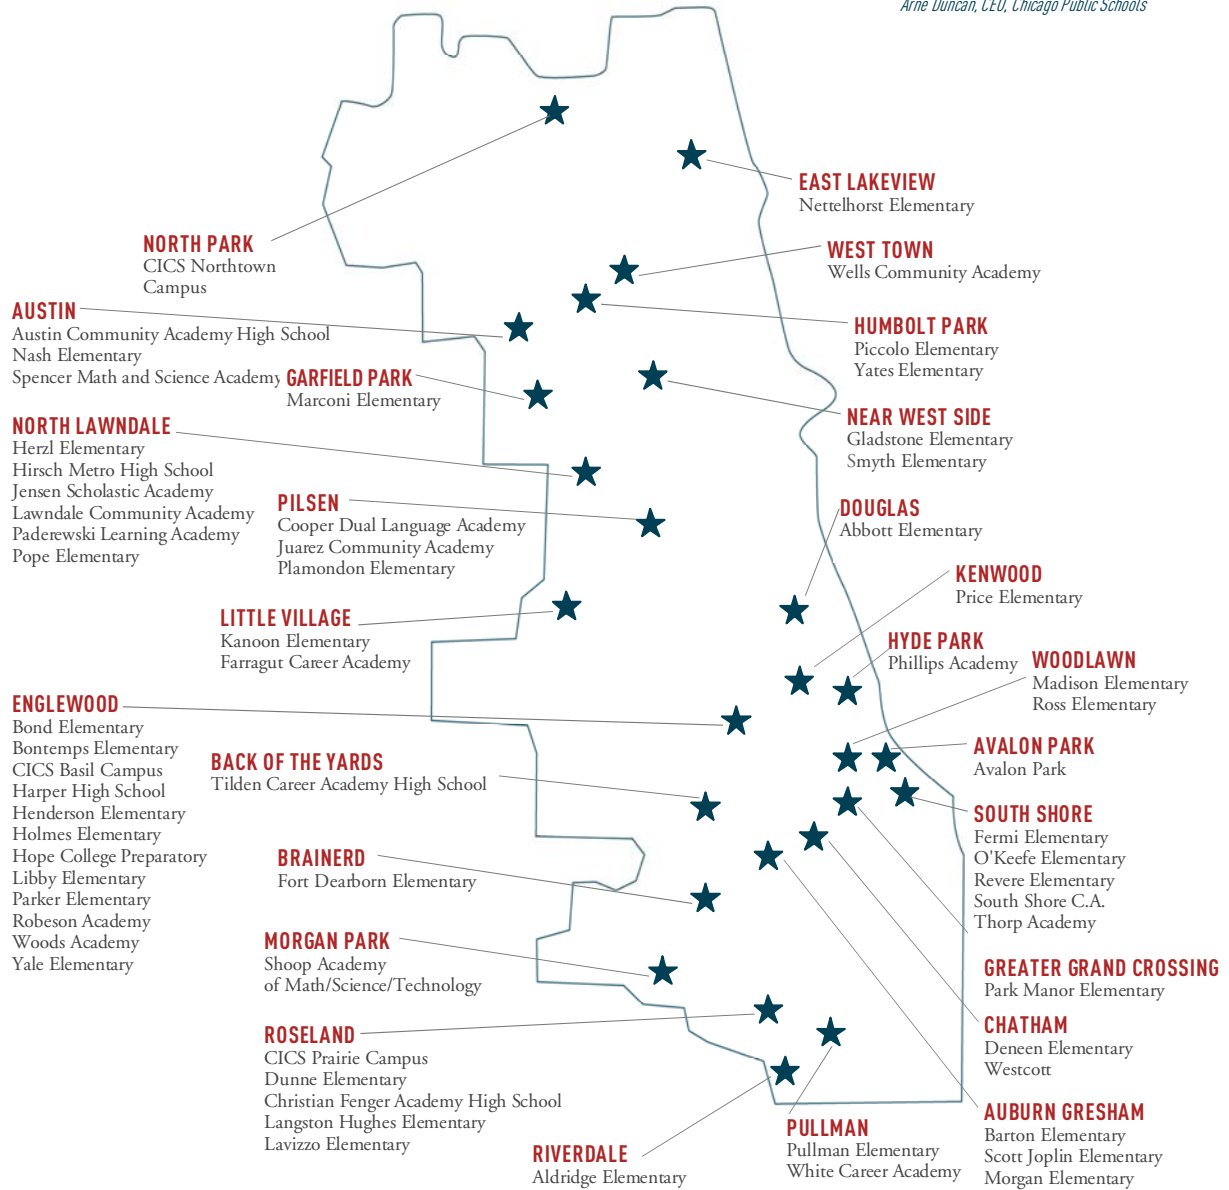 Arne Duncan, CEO, Chicago Public Schools
EAST LAKEVIEW
Nettelhorst Elementary
NORTH PARK
CICS Northtown
Campus
WEST TOWN
Wells Community Academy
AUSTIN
Austin Community Academy High School
Nash Elementary
Spencer Math and Science Academy
HUMBOLT PARK
Piccolo Elementary
Yates Elementary
GARFIELD PARK
Marconi Elementary
NEAR WEST SIDE
Gladstone Elementary
Smyth Elementary
NORTH LAWNDALE
Herzl Elementary
Hirsch Metro High School
Jensen Scholastic Academy
Lawndale Community Academy
Paderewski Learning Academy
Pope Elementary
PILSEN
Cooper Dual Language Academy
Juarez Community Academy
Plamondon Elementary
DOUGLAS
Abbott Elementary
KENWOOD
Price Elementary
LITTLE VILLAGE
Kanoon Elementary
Farragut Career Academy
HYDE PARK
Phillips Academy
WOODLAWN
Madison Elementary
Ross Elementary
ENGLEWOOD
Bond Elementary
Bontemps Elementary
CICS Basil Campus
Harper High School
Henderson Elementary
Holmes Elementary
Hope College Preparatory
Libby Elementary
Parker Elementary
Robeson Academy
Woods Academy
Yale Elementary
BACK OF THE YARDS
Tilden Career Academy High School
AVALON PARK
Avalon Park
SOUTH SHORE
Fermi Elementary
O'Keefe Elementary
Revere Elementary
South Shore C.A.
Thorp Academy
BRAINERD
Fort Dearborn Elementary
MORGAN PARK
Shoop Academy
of Math/Science/Technology
GREATER GRAND CROSSING
Park Manor Elementary
CHATHAM
Deneen Elementary
Westcott
ROSELAND
CICS Prairie Campus
Dunne Elementary
Christian Fenger Academy High School
Langston Hughes Elementary
Lavizzo Elementary
AUBURN GRESHAM
Barton Elementary
Scott Joplin Elementary
Morgan Elementary
PULLMAN
Pullman Elementary
White Career Academy
RIVERDALE
Aldridge Elementary